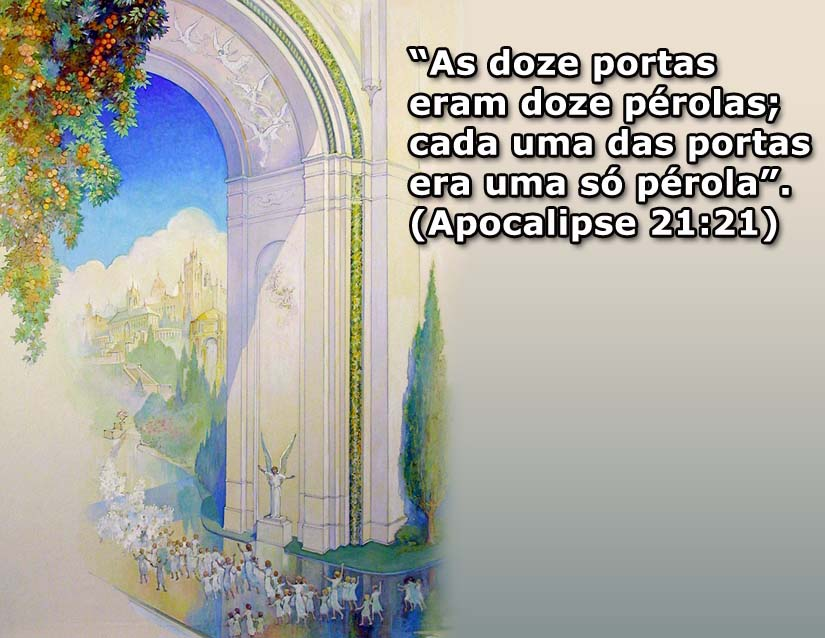 “As doze portas
eram doze pérolas;
cada uma das portas
era uma só pérola”.
(Apocalipse 21:21)